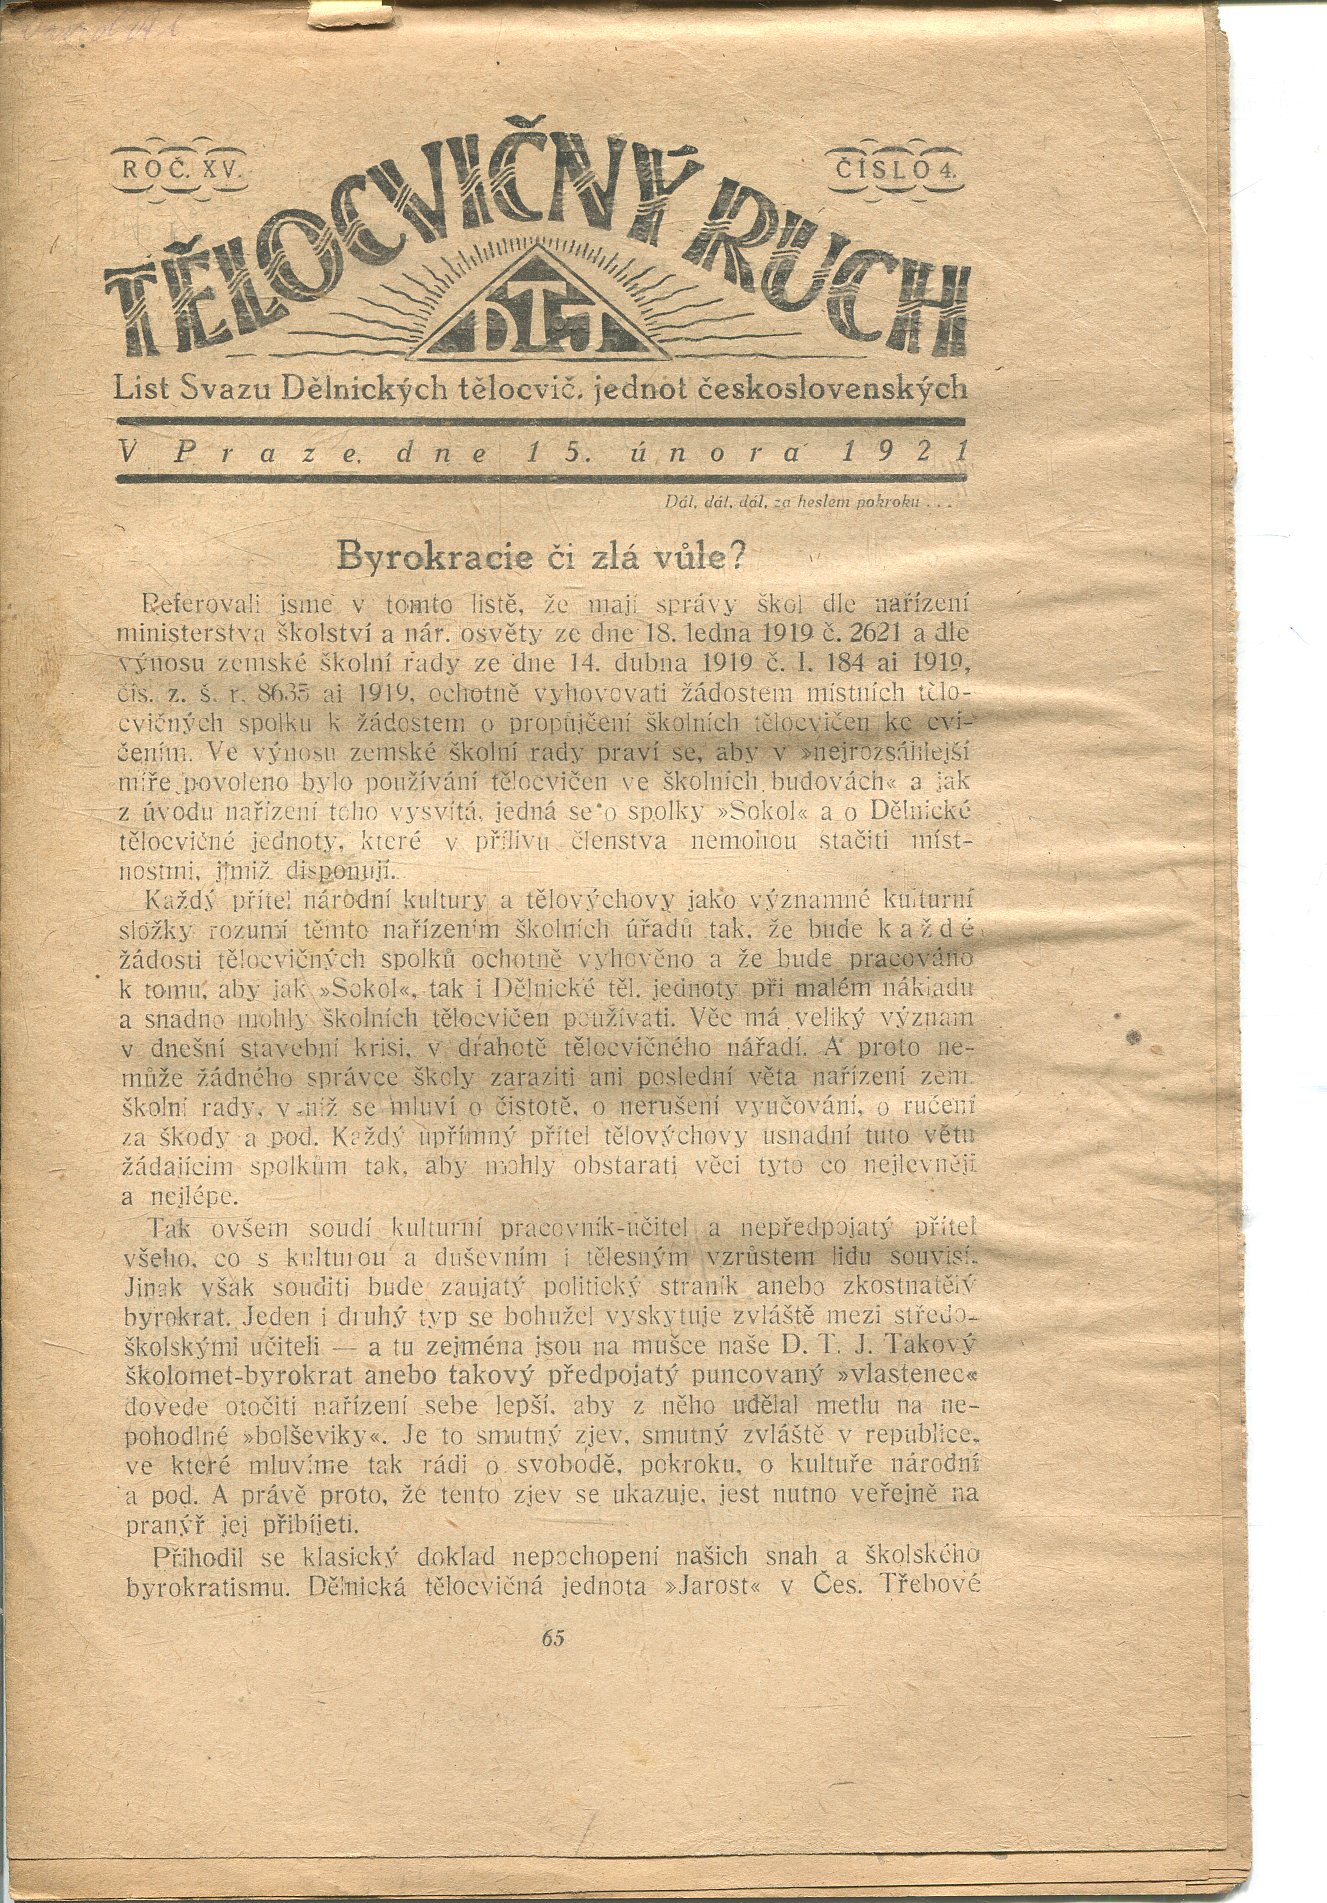 ROČ. XV.
ČÍSLO 4.
TĚLOCVIČNÝ RUCH
DTJ
List Svazu Dělnických tělocvič. jednot československých
V Praze, dne 15. února 1921
Dál, dál, dál, za heslem pokroku . . .
Byrokracie či zlá vůle?
Referovali jsme v tomto listě, že mají správy škol dle nařízení
ministerstva školství a nár. osvěty ze dne 18. ledna 1919 č. 2621 a dle
výnosu zemské školní rady ze dne 14. dubna 1919 č. I. 184 ai 1919,
čís. z. š. r. 8635 ai 1919, ochotně vyhovovati žádostem místních tělo-
cvičných spolku k žádostem o propůjčení školních tělocvičen ke cvi-
čením. Ve výnosu zemské školní rady praví se, aby v »nejrozsáhlejší
míře povoleno bylo používání tělocvičen ve školních budovách« a jak
z úvodu nařízení toho vysvítá, jedná se o spolky »Sokol« a o Dělnické
tělocvičné jednoty, které v přílivu členstva nemohou stačiti míst-
nostmi, jimiž disponují.
Každý přítel národní kultury a tělovýchovy jako významné kulturní
složky rozumí těmto nařízením školních úřadů tak, že bude každé
žádosti tělocvičných spolků ochotně vyhověno a že bude pracováno
k tomu, aby jak »Sokol«, tak i Dělnické těl. jednoty při malém nákladu
a snadno mohly školních tělocvičen používati. Věc má veliký význam
v dnešní stavební krisi, v drahotě tělocvičného nářadí. A proto ne-
může žádného správce školy zaraziti ani poslední věta nařízení zem.
školní rady, v níž se mluví o čistotě, o nerušení vyučování, o ručení
za škody a pod. Každý upřímný přítel tělovýchovy usnadní tuto větu
žádajícím spolkům tak, aby mohly obstarati věci tyto co nejlevněji
a nejlépe.
Tak ovšem soudí kulturní pracovník-učitel a nepředpojatý přítel
všeho, co s kulturou a duševním i tělesným vzrůstem lidu souvisí.
Jinak však souditi bude zaujatý politický straník anebo zkostnatělý
byrokrat. Jeden i druhý typ se bohužel vyskytuje zvláště mezi středo-
školskými učiteli — a tu zejména jsou na mušce naše D. T. J. Takový
školomet-byrokrat anebo takový předpojatý puncovaný »vlastenec«
dovede otočiti nařízení sebe lepší, aby z něho udělal metlu na ne-
pohodlné »bolševiky«. Je to smutný zjev, smutný zvláště v republice,
ve které mluvíme tak rádi o svobodě, pokroku, o kultuře národní
a pod. A právě proto, že tento zjev se ukazuje, jest nutno veřejně na
pranýř jej přibíjeti.
Přihodil se klasický doklad nepochopení našich snah a školského
byrokratismu. Dělnická tělocvičná jednota »Jarost« v Čes. Třebové
65